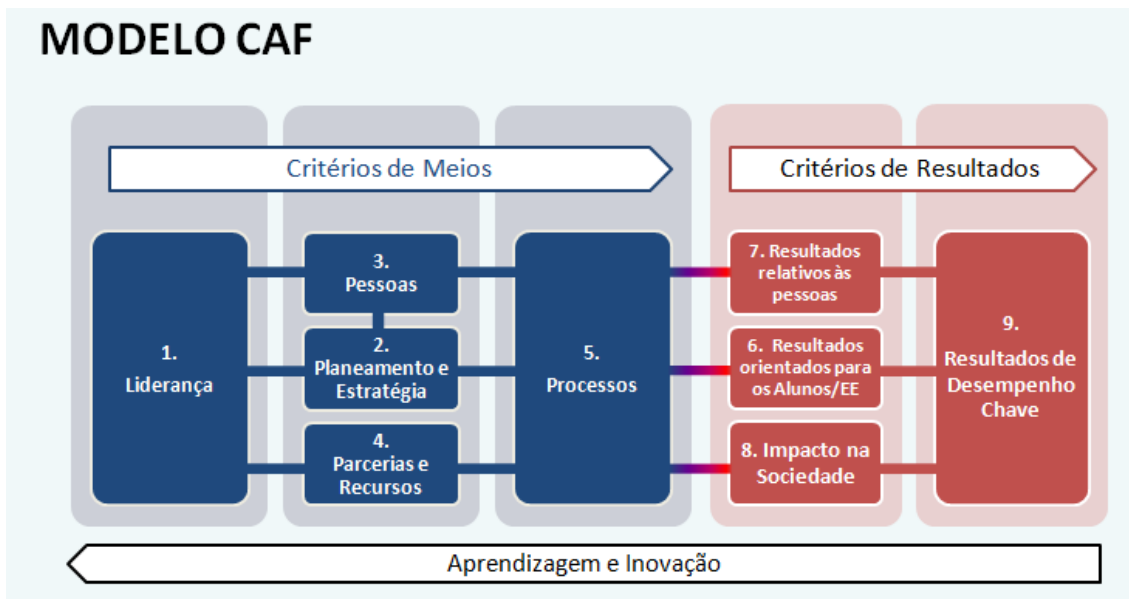 MODELO CAF
Critérios de Meios
Critérios de Resultados
1.
Liderança
3.
Pessoas
2.
Planeamento e
Estratégia
4.
Parcerias e
Recursos
5.
Processos
7. Resultados
relativos às
pessoas
6. Resultados
orientados para
os Alunos/EE
8. Impacto na
Sociedade
9.
Resultados de
Desempenho
Chave
Aprendizagem e Inovação